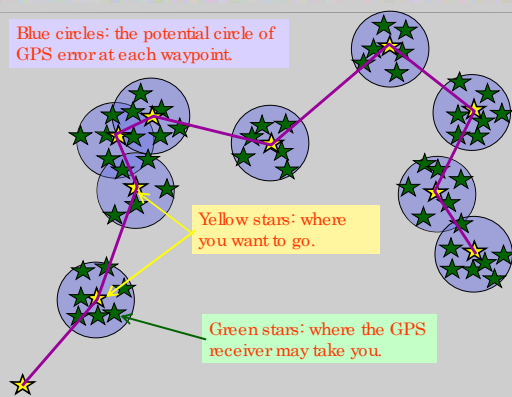 Blue circles: the potential circle of
GPS error at each waypoint.
Yellow stars: where
you want to go.
Green stars: where the GPS
receiver may take you.